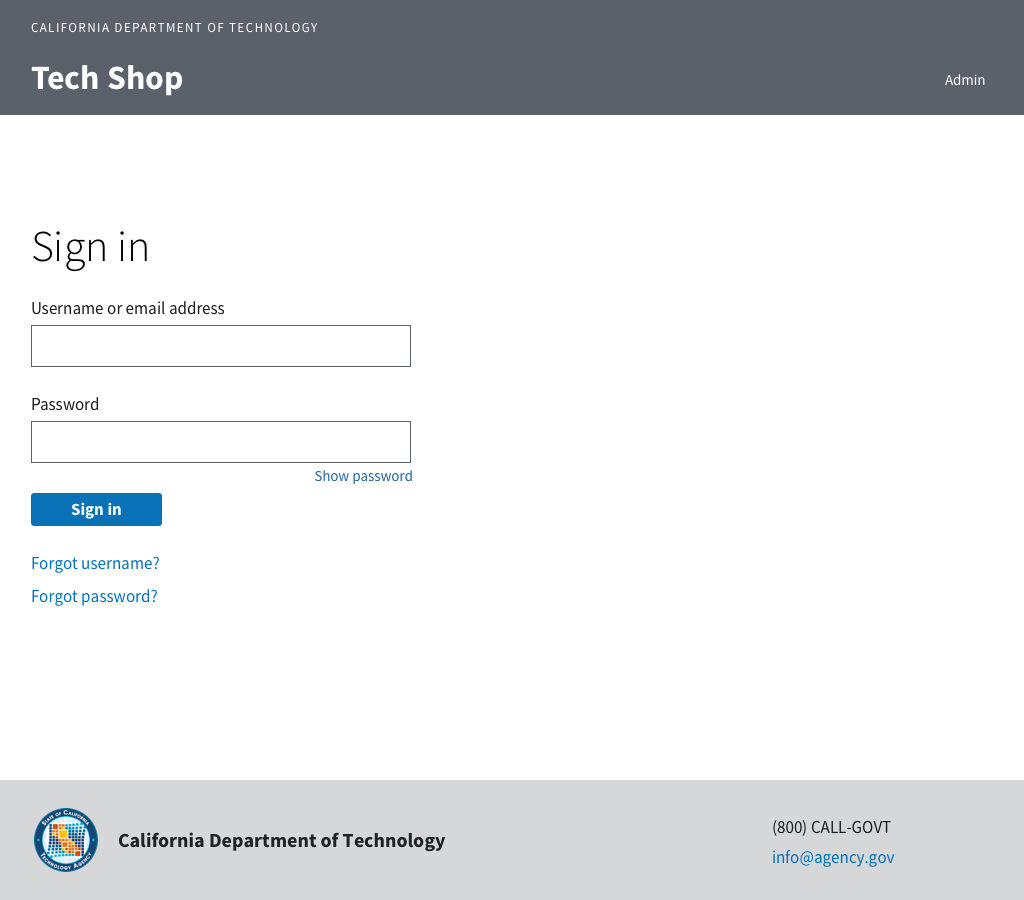 CALIFORNIA DEPARTMENT OF TECHNOLOGY
Tech Shop
Admin
Sign in
Username or email address
Password
Show password
Sign in
Forgot username?
Forgot password?
STATE OF CALIFORNIA
TECHNOLOGY AGENCY
California Department of Technology
(800) CALL-GOVT
info@agency.gov